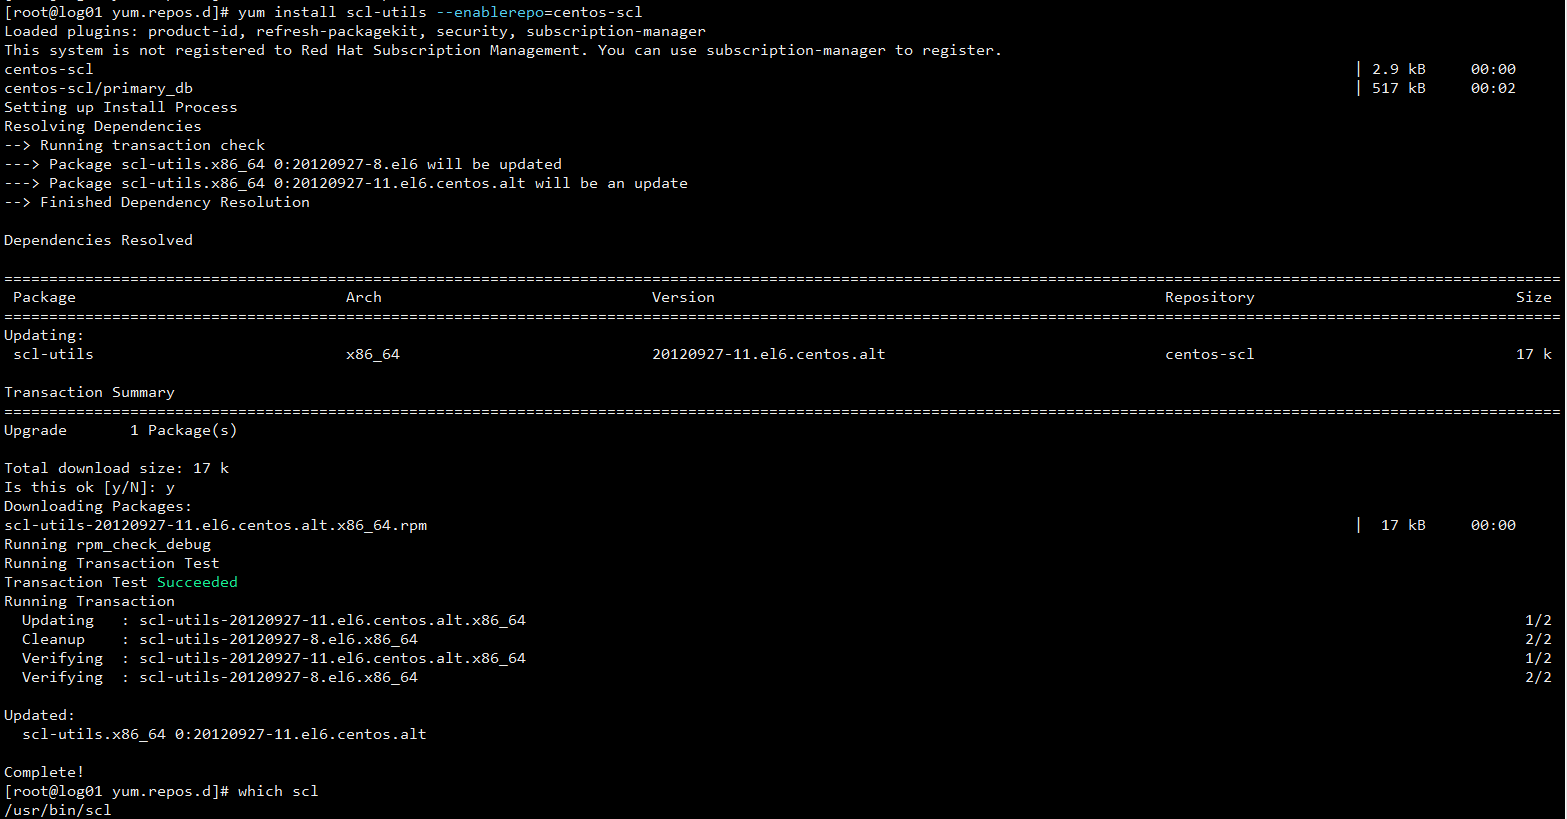 [root@log01 yum.repos.d]# yum install scl-utils --enablerepo=centos-scl
Loaded plugins: product-id, refresh-packagekit, security, subscription-manager
This system is not registered to Red Hat Subscription Management. You can use subscription-manager to register.
centos-scl | 2.9 kB 00:00
centos-scl/primary_db | 517 kB 00:02
Setting up Install Process
Resolving Dependencies
--> Running transaction check
---> Package scl-utils.x86_64 0:20120927-8.el6 will be updated
---> Package scl-utils.x86_64 0:20120927-11.el6.centos.alt will be an update
--> Finished Dependency Resolution
Dependencies Resolved
Package Arch Version Repository Size
Updating:
scl-utils x86_64 20120927-11.el6.centos.alt centos-scl 17 k
Transaction Summary
Upgrade 1 Package(s)
Total download size: 17 k
Is this ok [y/N]: y
Downloading Packages:
scl-utils-20120927-11.el6.centos.alt.x86_64.rpm | 17 kB 00:00
Running rpm_check_debug
Running Transaction Test
Transaction Test Succeeded
Running Transaction
Updating : scl-utils-20120927-11.el6.centos.alt.x86_64 1/2
Cleanup : scl-utils-20120927-8.el6.x86_64 2/2
Verifying : scl-utils-20120927-11.el6.centos.alt.x86_64 1/2
Verifying : scl-utils-20120927-8.el6.x86_64 2/2
Updated:
scl-utils.x86_64 0:20120927-11.el6.centos.alt
Complete!
[root@log01 yum.repos.d]# which scl
/usr/bin/scl